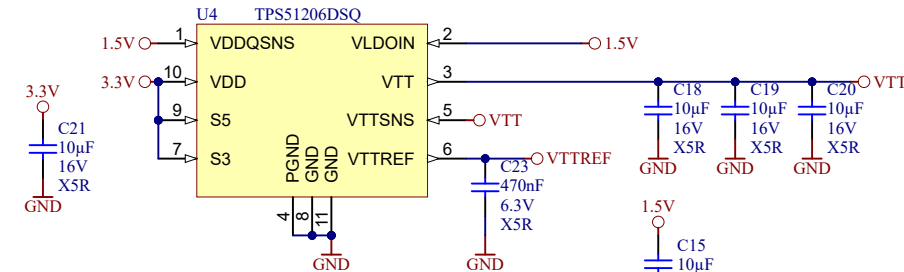 U4 TPS51206DSQ
1.5V 1 VDDQSNS VLDOIN 2 1.5V
3.3V 10 VDD VTT 3 VTT
9 S5 VTTSNS 5 VTT
7 S3 VTTREF 6 VTTREF
PGND GND GND
4 8 11
GND
3.3V
C21
10µF
16V
X5R
GND
C23
470nF
6.3V
X5R
GND
C18
10µF
16V
X5R
GND
C19
10µF
16V
X5R
GND
C20
10µF
16V
X5R
GND
1.5V
C15
10µF